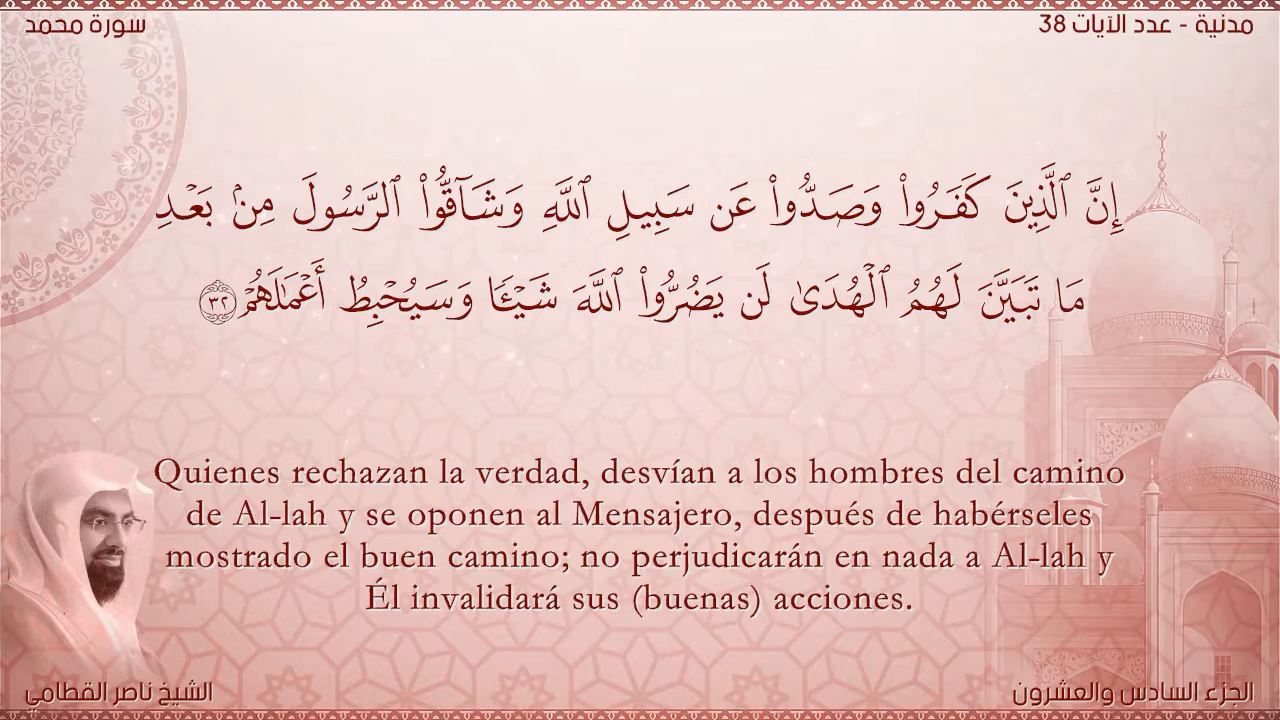 سورة محمد
مدنية - عدد الآيات 38
إِنَّ ٱلَّذِينَ كَفَرُوا۟ وَصَدُّوا۟ عَن سَبِيلِ ٱللَّهِ وَشَآقُّوا۟ ٱلرَّسُولَ مِنۢ بَعْدِ
مَا تَبَيَّنَ لَهُمُ ٱلْهُدَىٰ لَن يَضُرُّوا۟ ٱللَّهَ شَيْـًٔا وَسَيُحْبِطُ أَعْمَـٰلَهُمْ ٣٢
Quienes rechazan la verdad, desvían a los hombres del camino
de Al-lah y se oponen al Mensajero, después de habérseles
mostrado el buen camino; no perjudicarán en nada a Al-lah y
Él invalidará sus (buenas) acciones.
الشيخ ناصر القطامي
الجزء السادس والعشرون